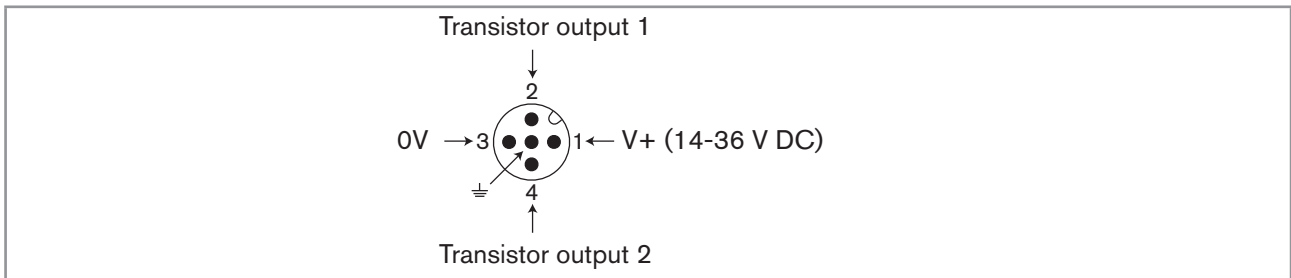 Transistor output 1
2
0V 3 1 V+ (14-36 V DC)
4
Transistor output 2